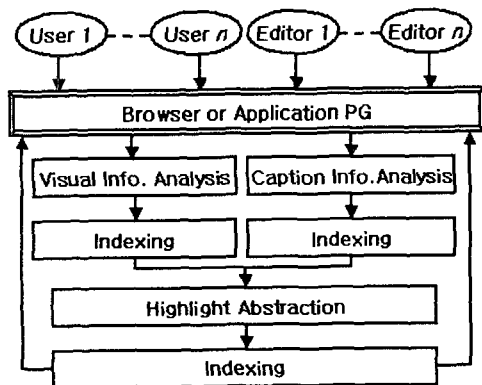 User 1 User n Editor 1 Editor n
Browser or Application PG
Visual Info. Analysis Caption Info.Analysis
Indexing Indexing
Highlight Abstraction
Indexing